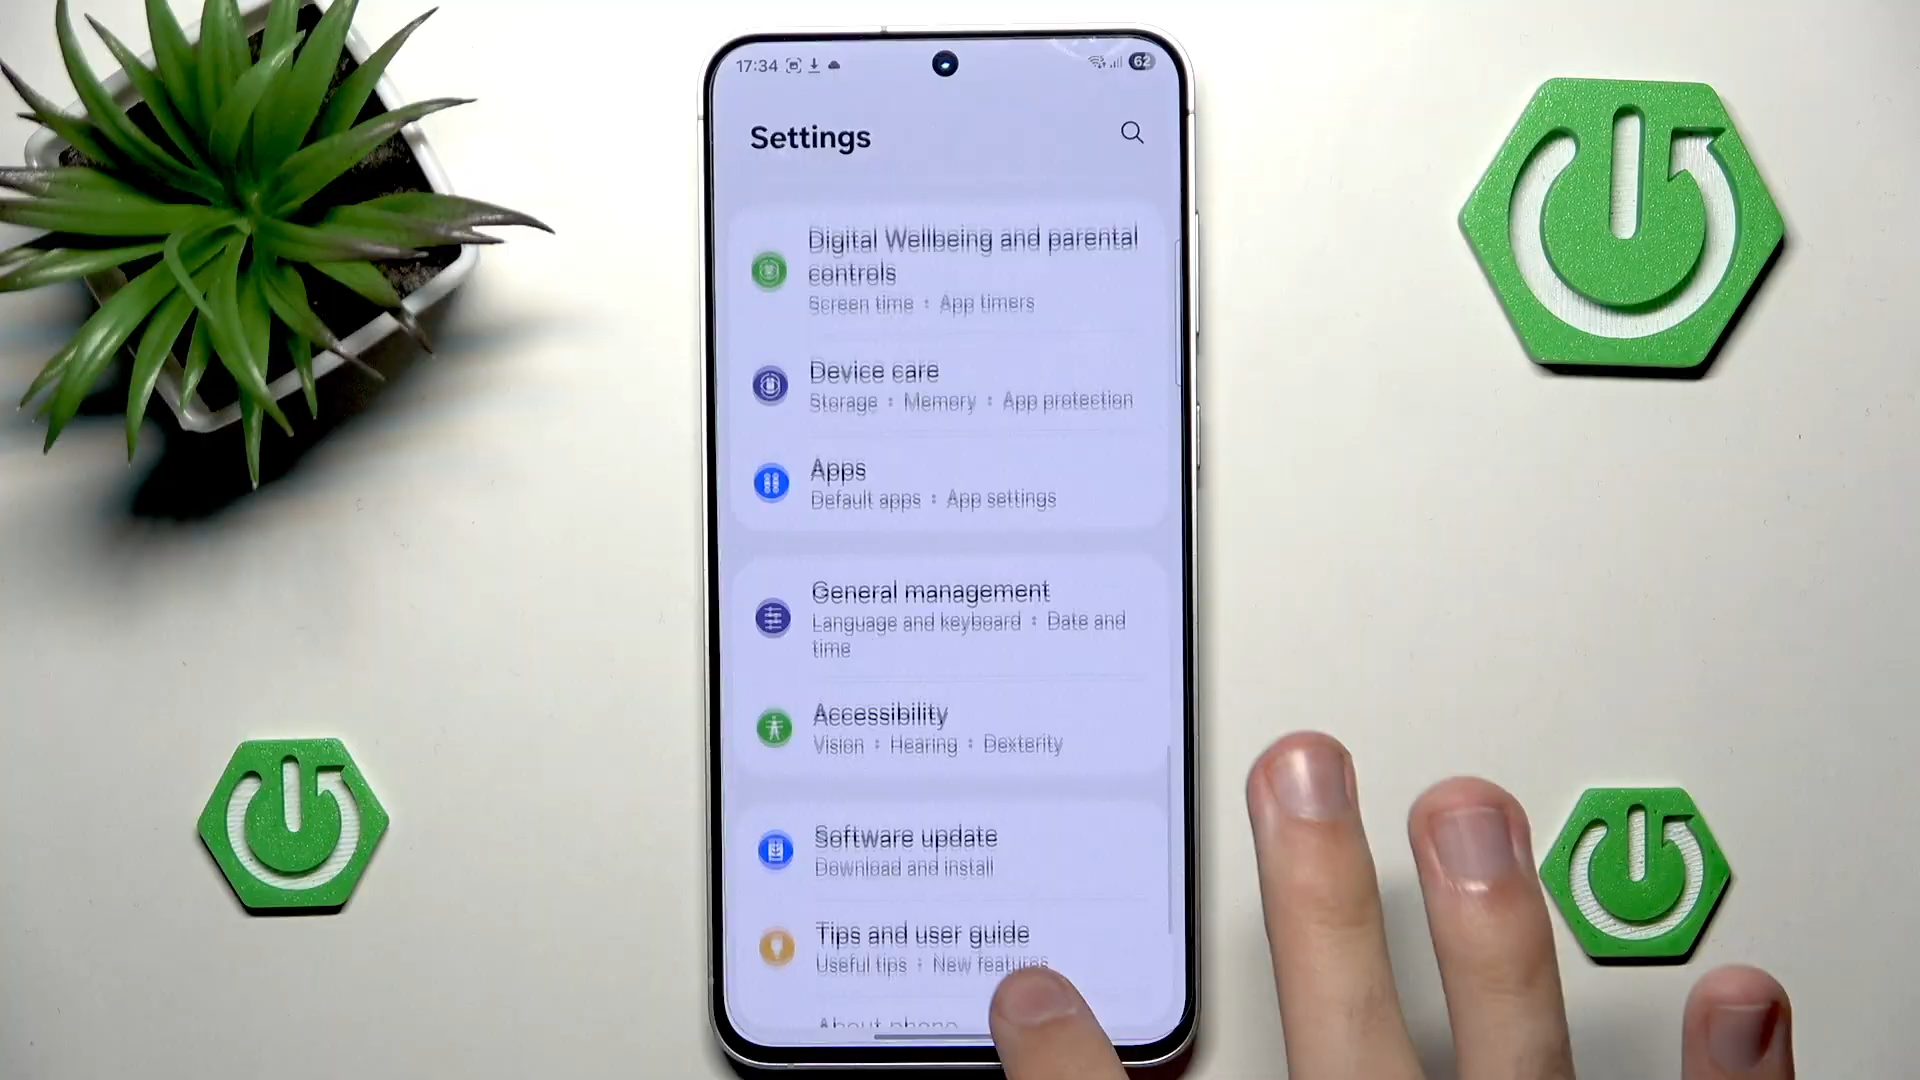 17:34
62
Settings
Digital Wellbeing and parental
controls
Screen time • App timers
Device care
Storage • Memory • App protection
Apps
Default apps • App settings
General management
Language and keyboard • Date and
time
Accessibility
Vision • Hearing • Dexterity
Software update
Download and install
Tips and user guide
Useful tips • New features
About phone